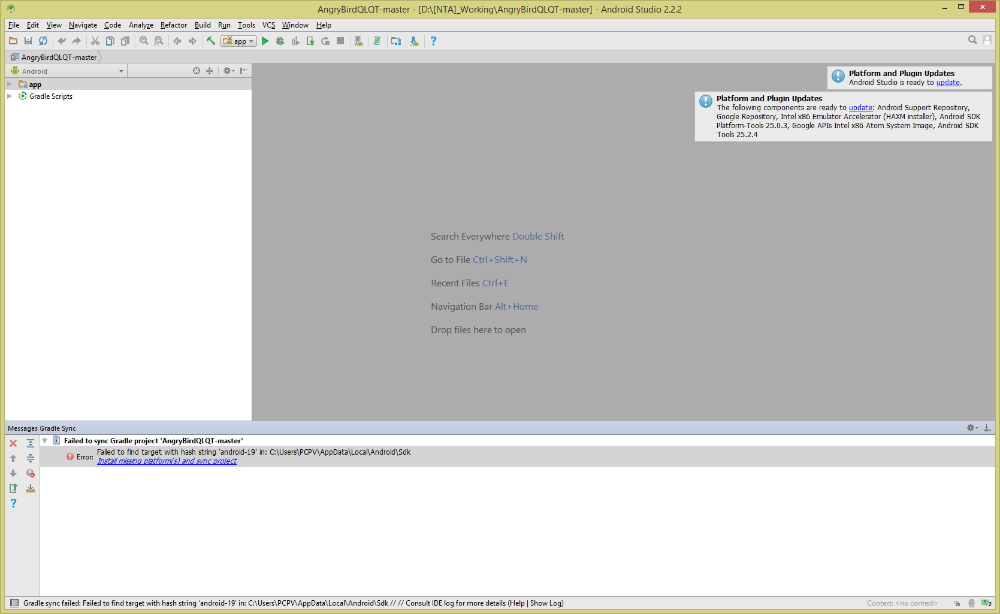 AngryBirdQLQT-master - [D:\[NTA]_Working\AngryBirdQLQT-master] - Android Studio 2.2.2
File Edit View Navigate Code Analyze Refactor Build Run Tools VCS Window Help
app
AngryBirdQLQT-master
Android
app
Gradle Scripts
Platform and Plugin Updates
Android Studio is ready to update.
Platform and Plugin Updates
The following components are ready to update: Android Support Repository,
Google Repository, Intel x86 Emulator Accelerator (HAXM installer), Android SDK
Platform-Tools 25.0.3, Google APIs Intel x86 Atom System Image, Android SDK
Tools 25.2.4
Search Everywhere Double Shift
Go to File Ctrl+Shift+N
Recent Files Ctrl+E
Navigation Bar Alt+Home
Drop files here to open
Messages Gradle Sync
Failed to sync Gradle project 'AngryBirdQLQT-master'
Error: Failed to find target with hash string 'android-19' in: C:\Users\PCPV\AppData\Local\Android\Sdk
Install missing platform(s) and sync project
Gradle sync failed: Failed to find target with hash string 'android-19' in: C:\Users\PCPV\AppData\Local\Android\Sdk // // Consult IDE log for more details (Help | Show Log)
Context: <no context>
2